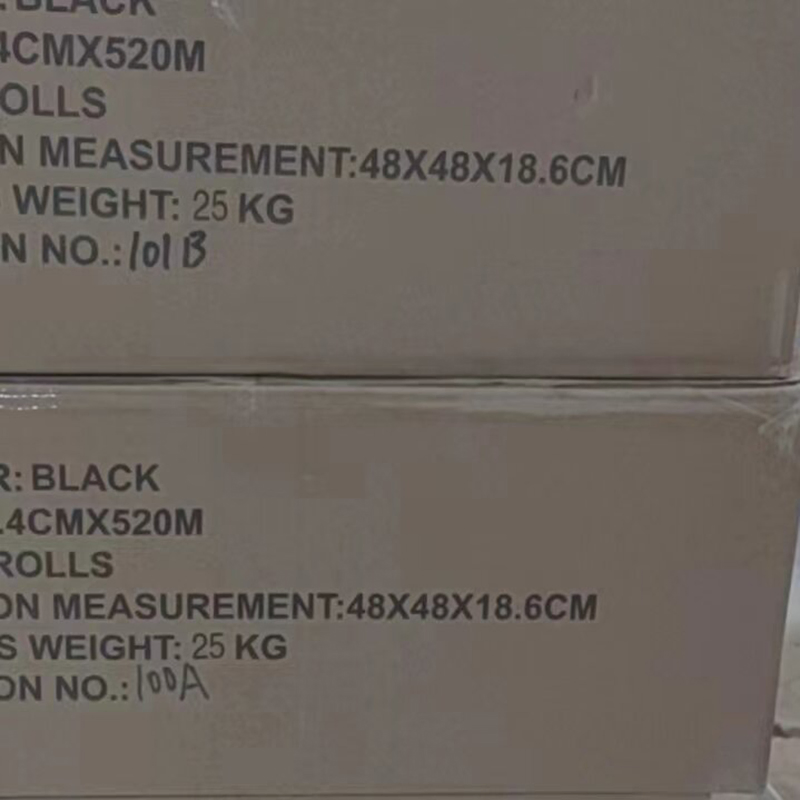 : BLACK
.4CMX520M
ROLLS
N MEASUREMENT:48X48X18.6CM
WEIGHT: 25 KG
N NO.:101B
R: BLACK
.4CMX520M
ROLLS
ON MEASUREMENT:48X48X18.6CM
S WEIGHT: 25 KG
ON NO.:100A